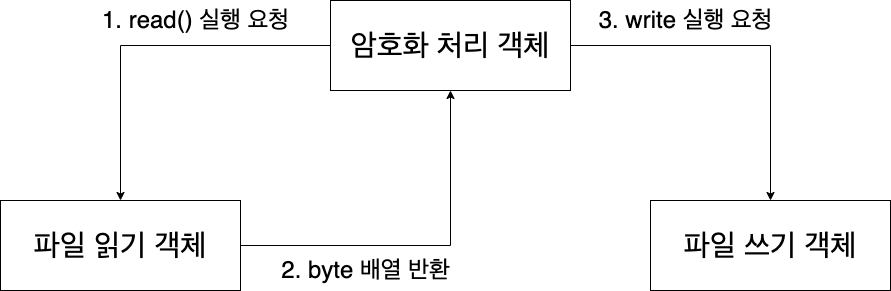 1. read() 실행 요청
암호화 처리 객체
3. write 실행 요청
파일 읽기 객체
2. byte 배열 반환
파일 쓰기 객체